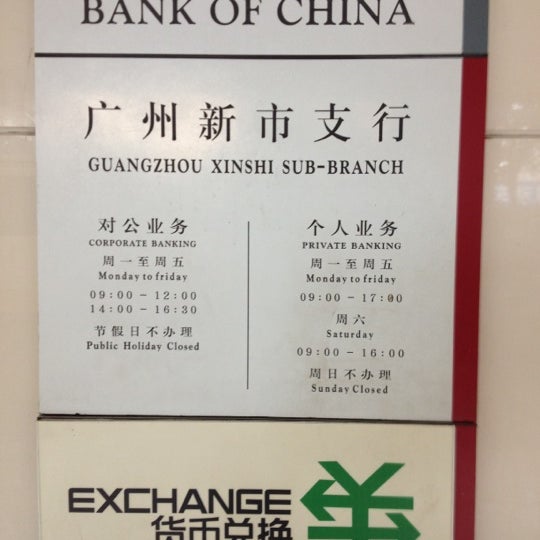 BANK OF CHINA
广州新市支行
GUANGZHOU XINSHI SUB-BRANCH
对公业务
CORPORATE BANKING
周一至周五
Monday to friday
09:00 - 12:00
14:00 - 16:30
节假日不办理
Public Holiday Closed
个人业务
PRIVATE BANKING
周一至周五
Monday to friday
09:00 - 17:00
周六
Saturday
09:00 - 16:00
周日不办理
Sunday Closed
EXCHANGE
货币兑换